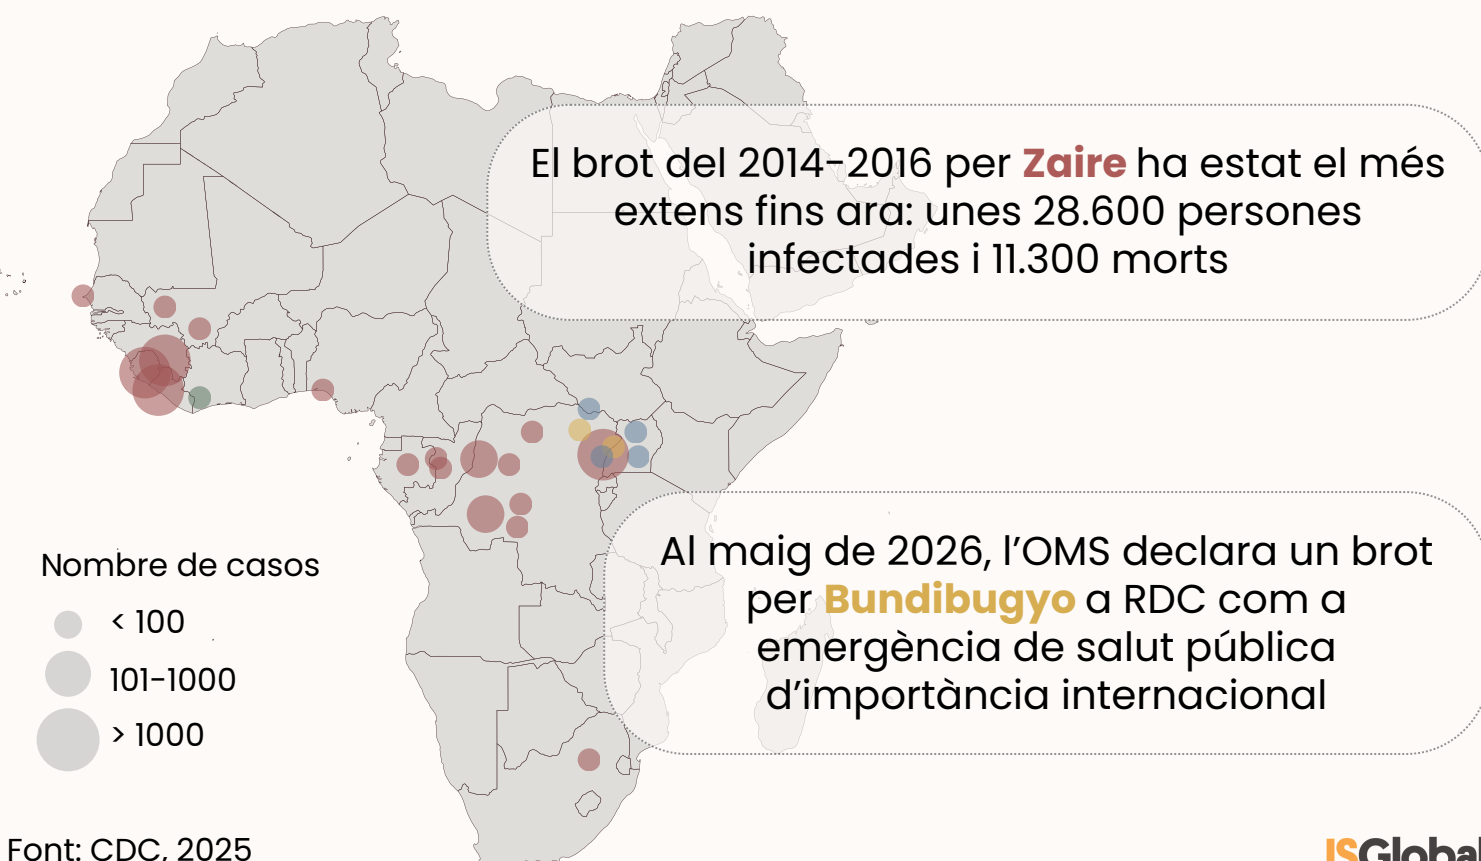 El brot del 2014-2016 per Zaire ha estat el més
extens fins ara: unes 28.600 persones
infectades i 11.300 morts
Al maig de 2026, l’OMS declara un brot
per Bundibugyo a RDC com a
emergència de salut pública
d’importància internacional
Nombre de casos
< 100
101-1000
> 1000
Font: CDC, 2025
ISGlobal